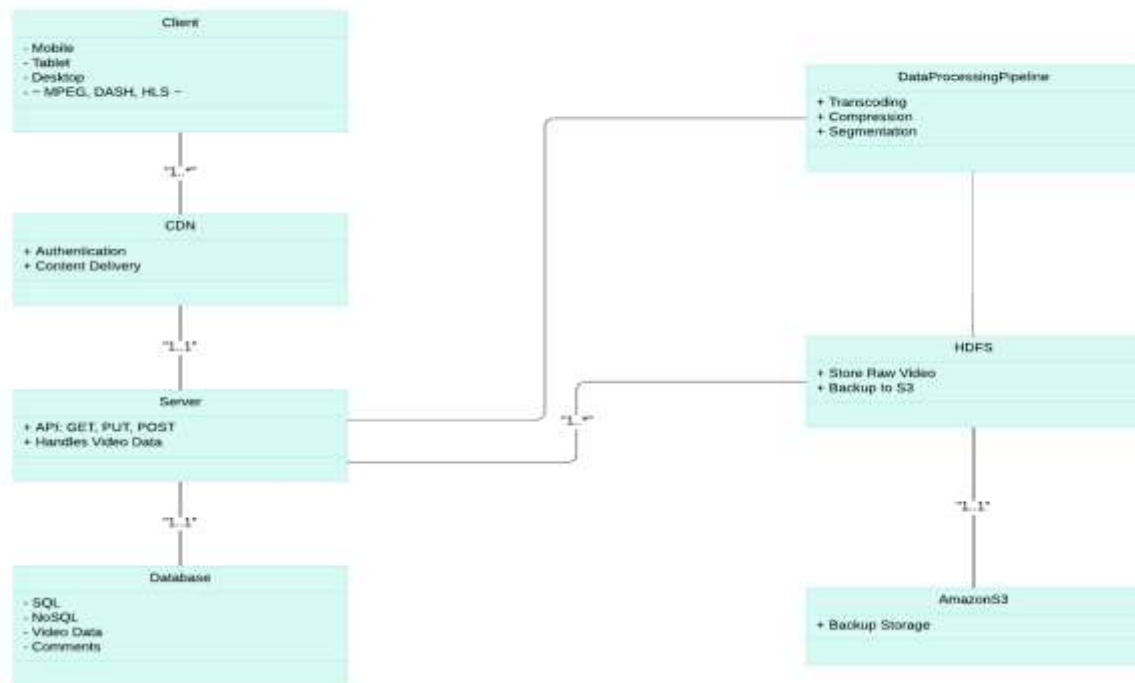 Client
- Mobile
- Tablet
- Desktop
- ~ MPEG, DASH, HLS ~
"1..*"
CDN
+ Authentication
+ Content Delivery
"1..1"
Server
+ API: GET, PUT, POST
+ Handles Video Data
"1..1"
Database
- SQL
- NoSQL
- Video Data
- Comments
"1..*"
DataProcessingPipeline
+ Transcoding
+ Compression
+ Segmentation
HDFS
+ Store Raw Video
+ Backup to S3
"1..1"
AmazonS3
+ Backup Storage